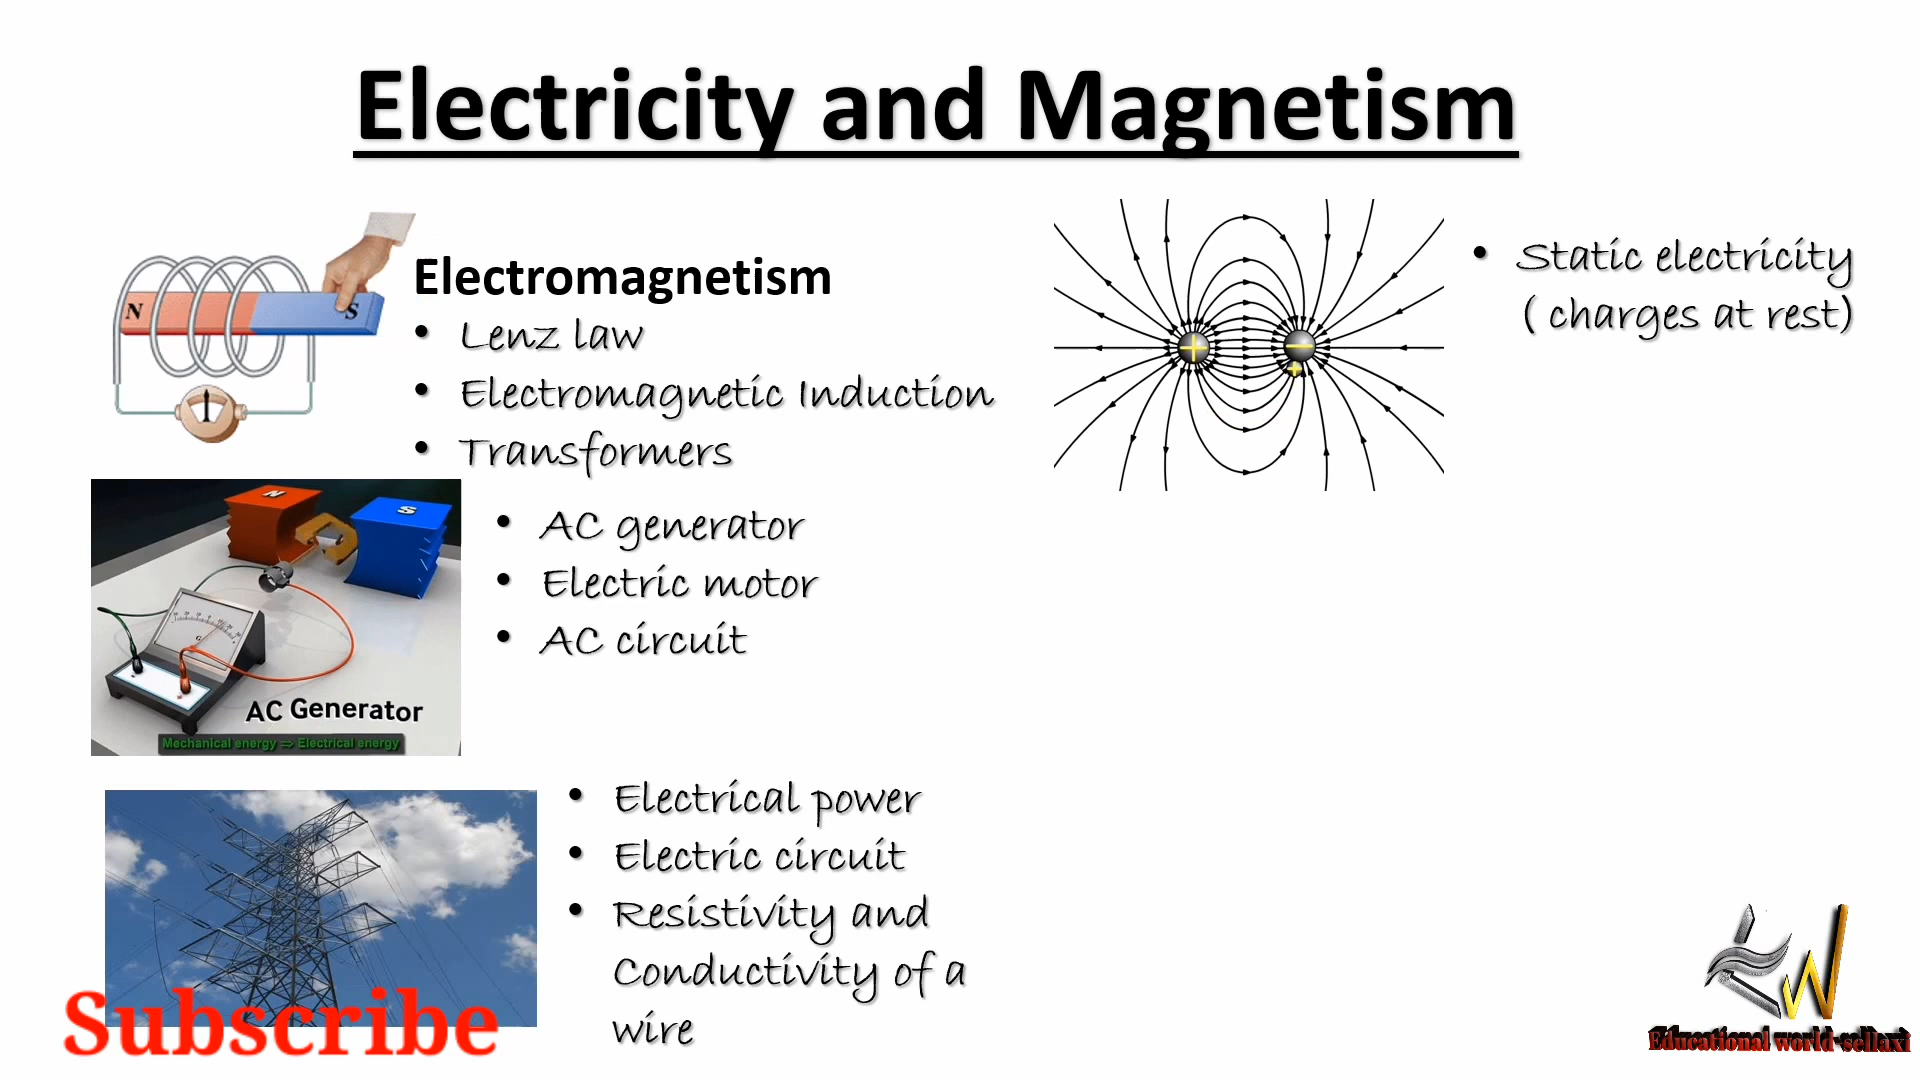 Electricity and Magnetism
N
S
Electromagnetism
• Lenz law
• Electromagnetic Induction
• Transformers
+
−
+
• Static electricity
( charges at rest)
N
S
G
AC Generator
Mechanical energy ⇒ Electrical energy
• AC generator
• Electric motor
• AC circuit
• Electrical power
• Electric circuit
• Resistivity and
Conductivity of a
wire
Subscribe
EW
Educational world-sellaxi